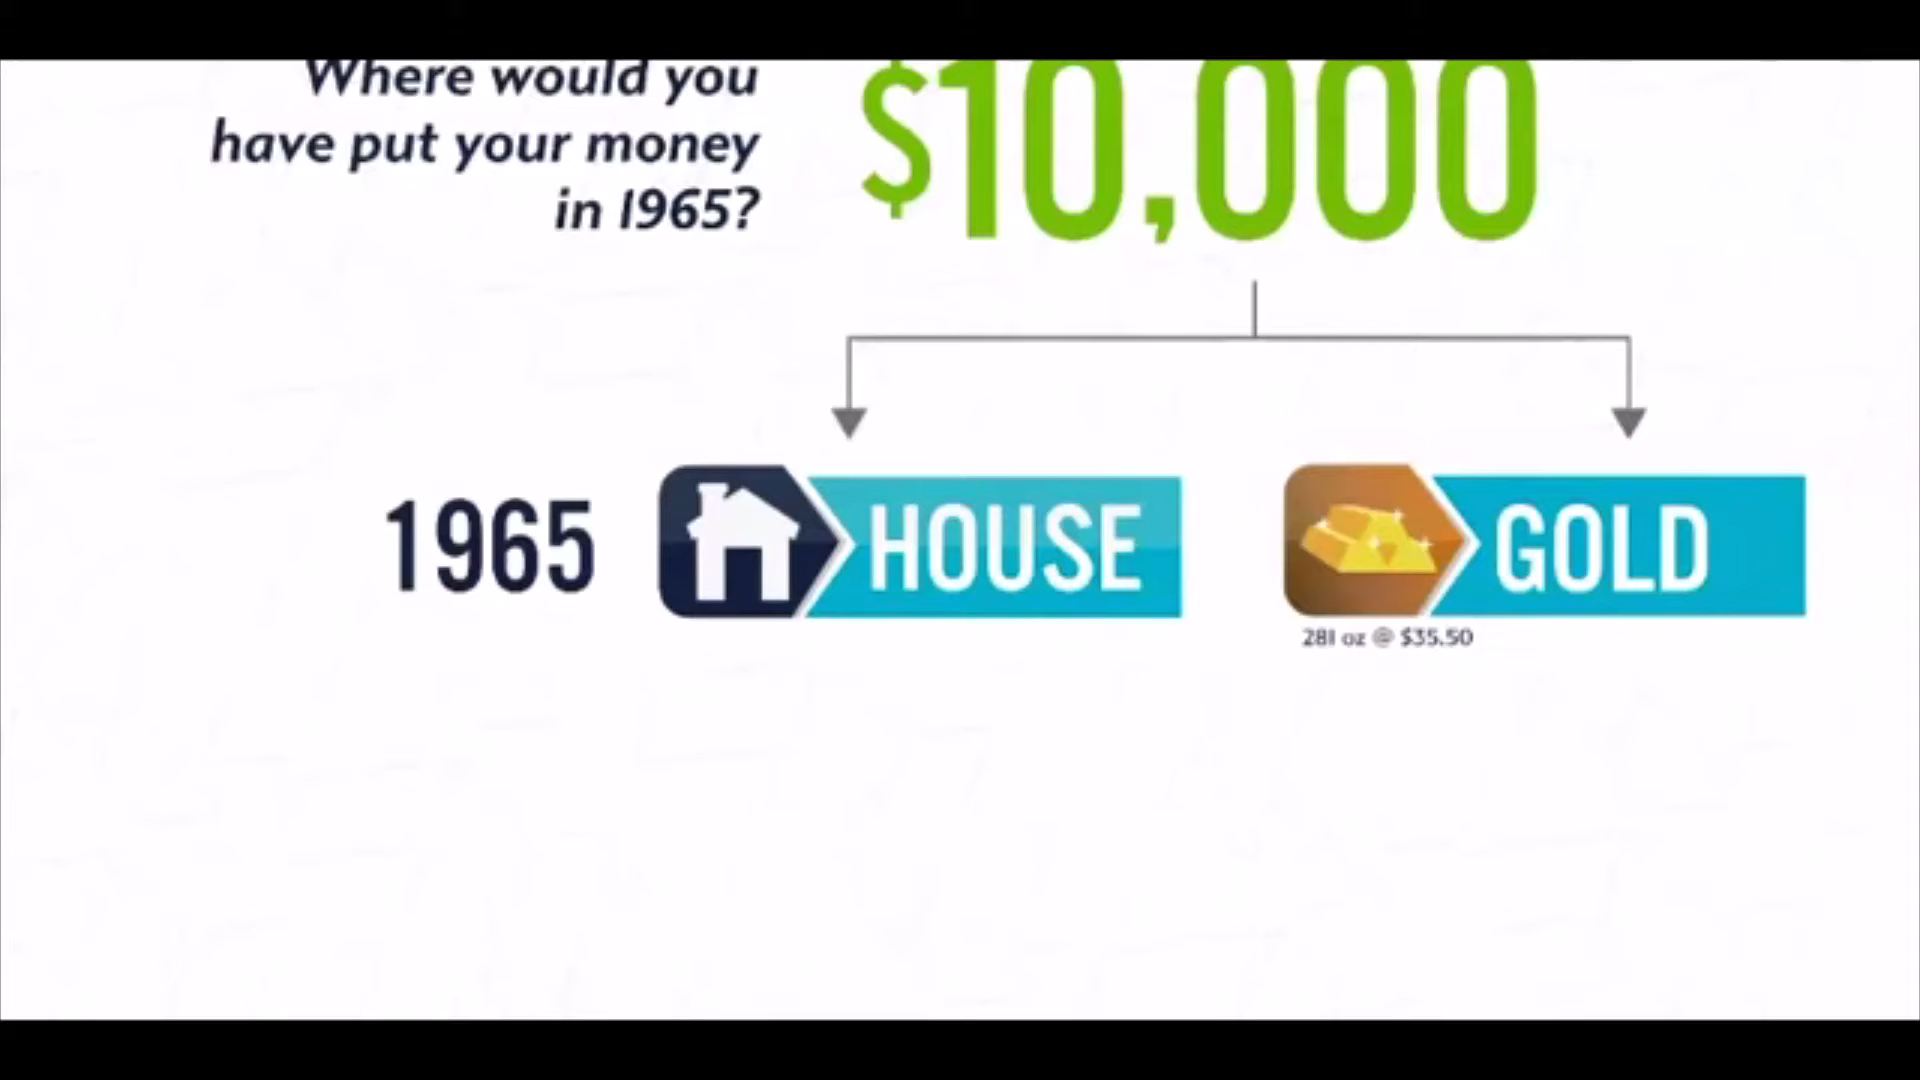 Where would you
have put your money
in 1965?
$10,000
1965
HOUSE
GOLD
281 oz @ $35.50